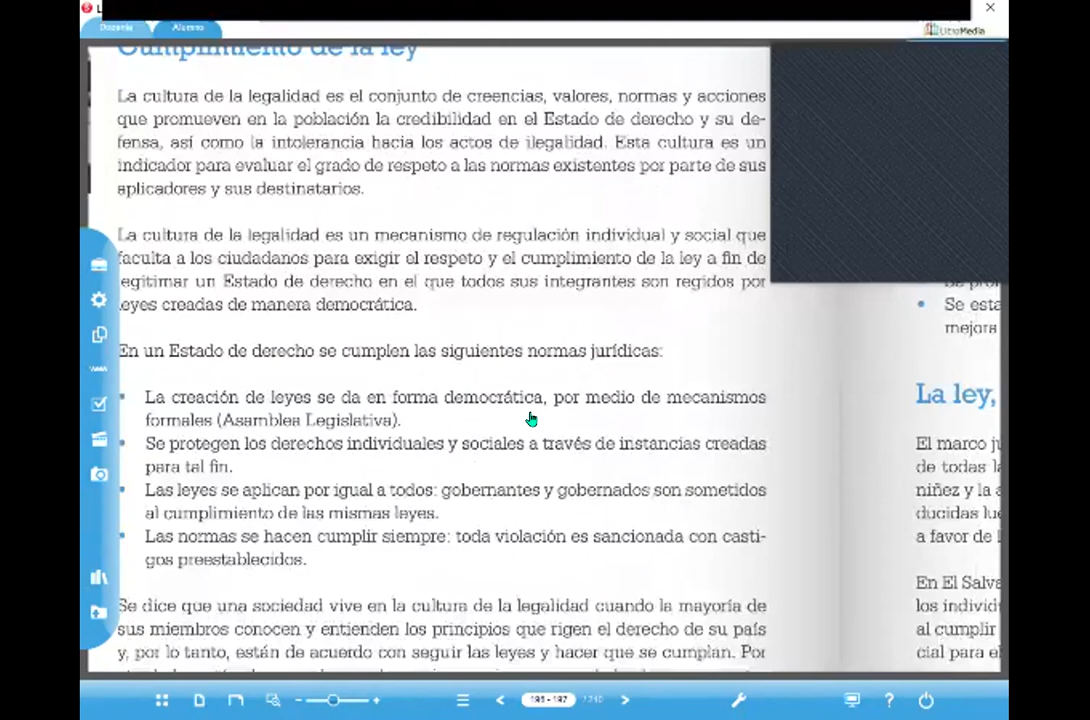 Docente
Alumno
LibroMedia
Cumplimiento de la ley
La cultura de la legalidad es el conjunto de creencias, valores, normas y acciones
que promueven en la población la credibilidad en el Estado de derecho y su de-
fensa, así como la intolerancia hacia los actos de ilegalidad. Esta cultura es un
indicador para evaluar el grado de respeto a las normas existentes por parte de sus
aplicadores y sus destinatarios.
La cultura de la legalidad es un mecanismo de regulación individual y social que
faculta a los ciudadanos para exigir el respeto y el cumplimiento de la ley a fin de
legitimar un Estado de derecho en el que todos sus integrantes son regidos por
leyes creadas de manera democrática.
En un Estado de derecho se cumplen las siguientes normas jurídicas:
• La creación de leyes se da en forma democrática, por medio de mecanismos
formales (Asamblea Legislativa).
• Se protegen los derechos individuales y sociales a través de instancias creadas
para tal fin.
• Las leyes se aplican por igual a todos: gobernantes y gobernados son sometidos
al cumplimiento de las mismas leyes.
• Las normas se hacen cumplir siempre: toda violación es sancionada con casti-
gos preestablecidos.
Se dice que una sociedad vive en la cultura de la legalidad cuando la mayoría de
sus miembros conocen y entienden los principios que rigen el derecho de su país
y, por lo tanto, están de acuerdo con seguir las leyes y hacer que se cumplan. Por
• Se esta
mejora
La ley,
El marco ju
de todas la
niñez y la a
ducidas lue
a favor de l
En El Salva
los individu
al cumplir
cial para el
196 - 197